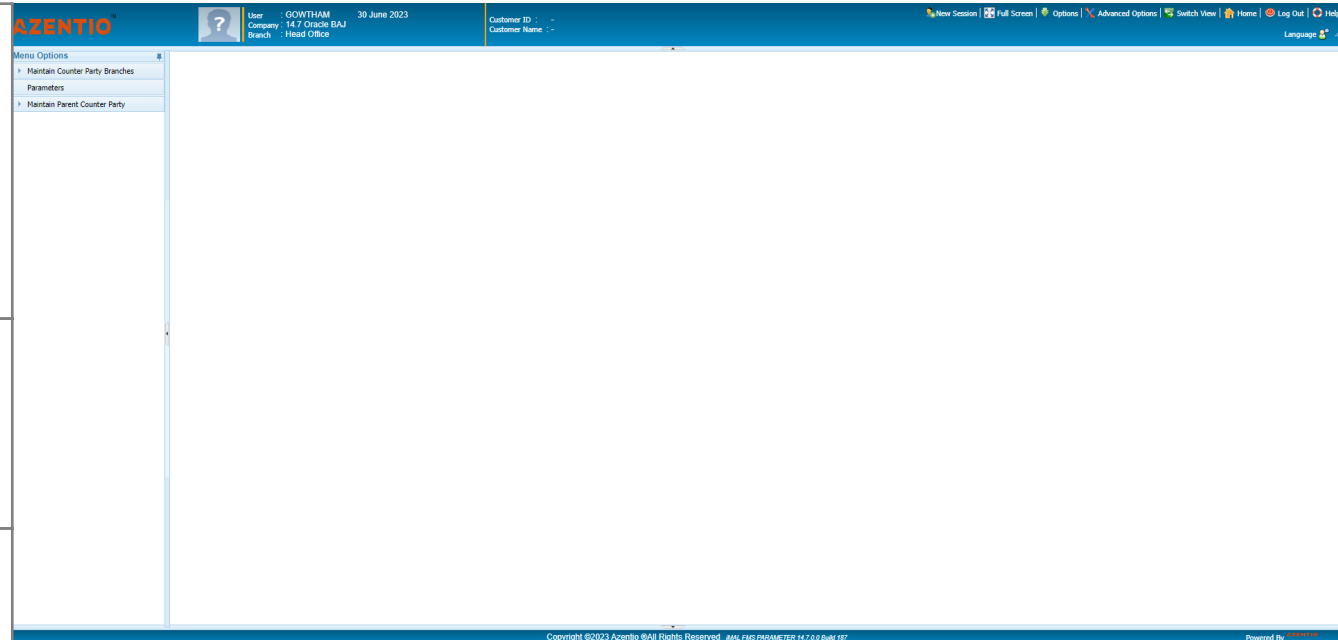 AZENTIO
User : GOWTHAM 30 June 2023
Company : 14.7 Oracle BAJ
Branch : Head Office
Customer ID : -
Customer Name : -
New Session | Full Screen | Options | Advanced Options | Switch View | Home | Log Out | Help
Language
Menu Options
Maintain Counter Party Branches
Parameters
Maintain Parent Counter Party
Copyright ©2023 Azentio ®All Rights Reserved iMAL FMS PARAMETER 14.7.0.0 Build 187
Powered By AZENTIO